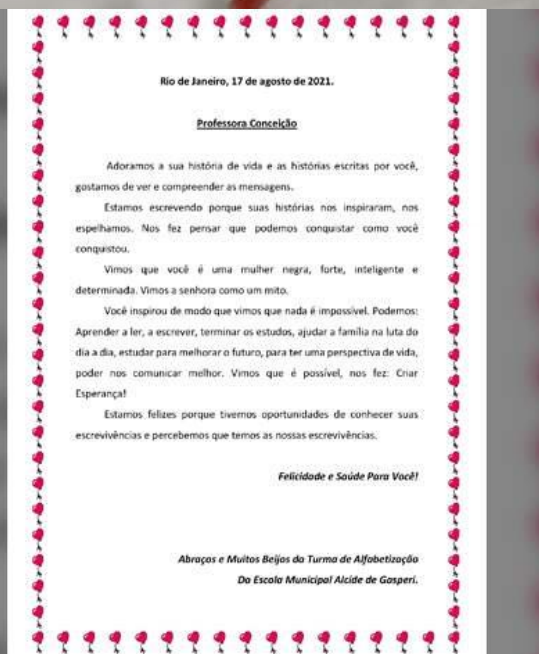 Rio de Janeiro, 17 de agosto de 2021.
Professora Conceição
Adoramos a sua história de vida e as histórias escritas por você,
gostamos de ver e compreender as mensagens.
Estamos escrevendo porque suas histórias nos inspiraram, nos
espelhamos. Nos fez pensar que podemos conquistar como você
conquistou.
Vimos que você é uma mulher negra, forte, inteligente e
determinada. Vimos a senhora como um mito.
Você inspirou de modo que vimos que nada é impossível. Podemos:
Aprender a ler, a escrever, terminar os estudos, ajudar a família na luta do
dia a dia, estudar para melhorar o futuro, para ter uma perspectiva de vida,
poder nos comunicar melhor. Vimos que é possível, nos fez: Criar
Esperança!
Estamos felizes porque tivemos oportunidades de conhecer suas
escrevivências e percebemos que temos as nossas escrevivências.
Felicidade e Saúde Para Você!
Abraços e Muitos Beijos da Turma de Alfabetização
Da Escola Municipal Alcide de Gasperi.